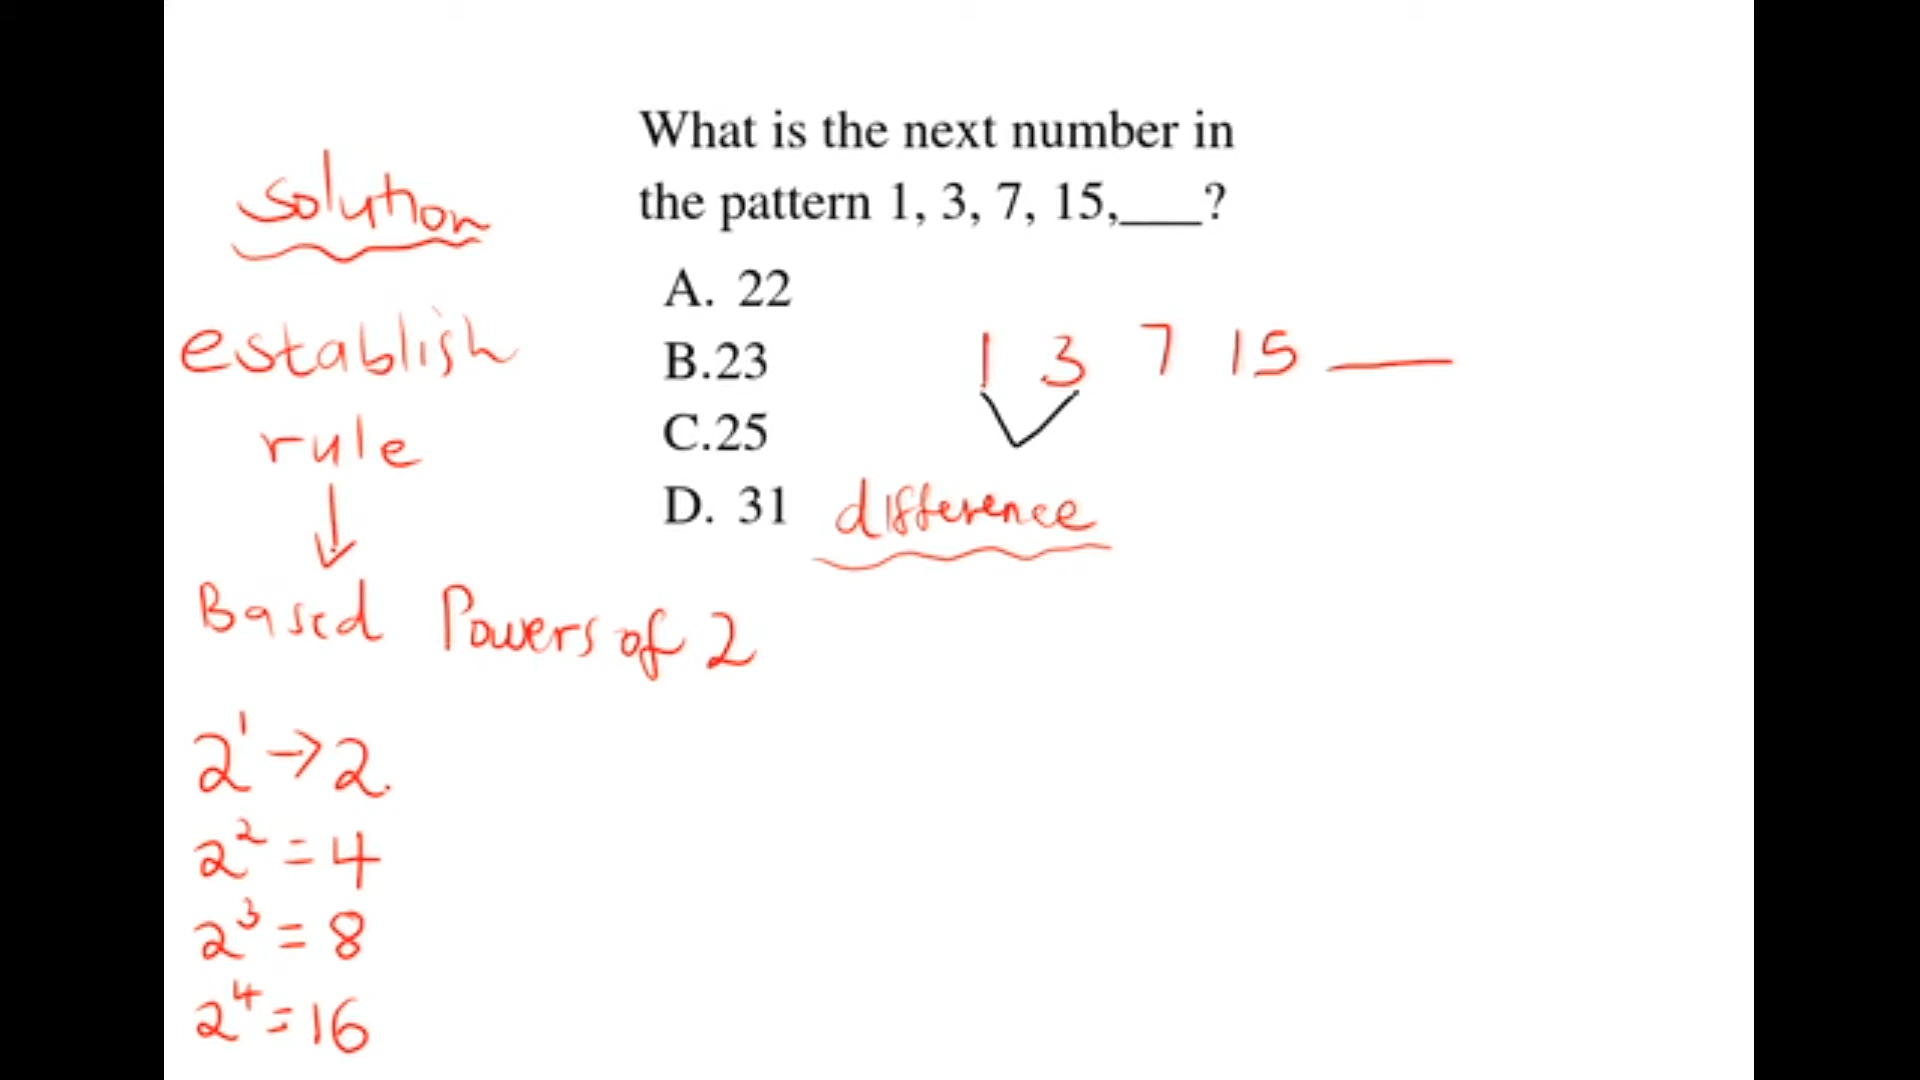 What is the next number in
the pattern 1, 3, 7, 15,___?
A. 22
B.23
C.25
D. 31
solution
establish
rule
↓
Based Powers of 2
2¹→2.
2²=4
2³=8
2⁴=16
1 3 7 15 ___
difference